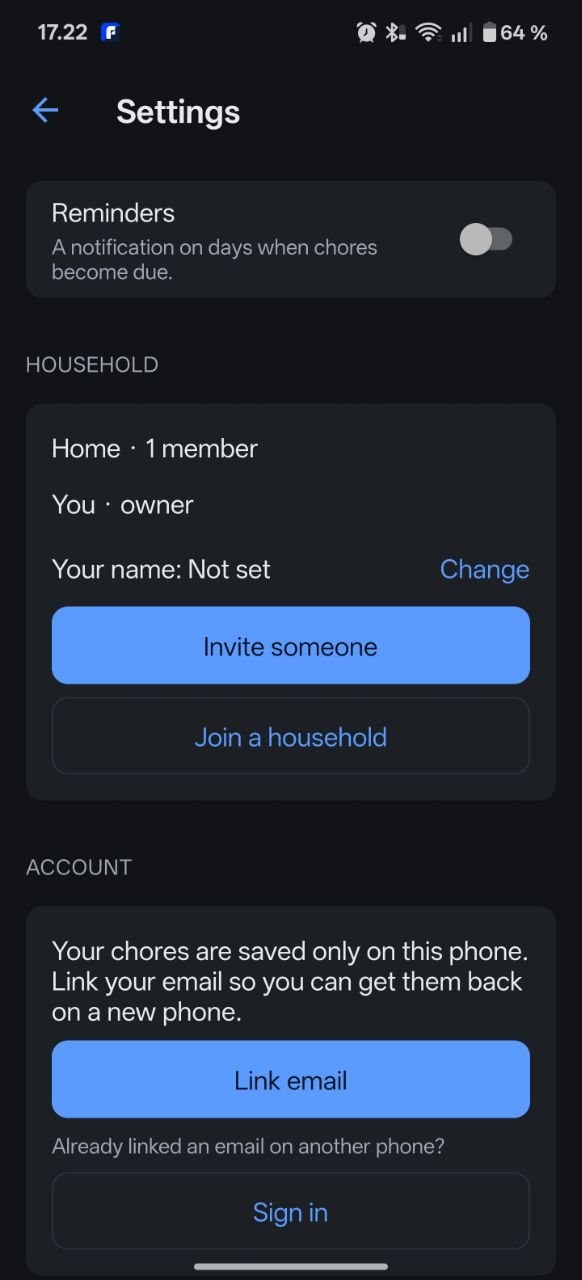 17.22
64 %
Settings
Reminders
A notification on days when chores
become due.
HOUSEHOLD
Home · 1 member
You · owner
Your name: Not set
Change
Invite someone
Join a household
ACCOUNT
Your chores are saved only on this phone.
Link your email so you can get them back
on a new phone.
Link email
Already linked an email on another phone?
Sign in